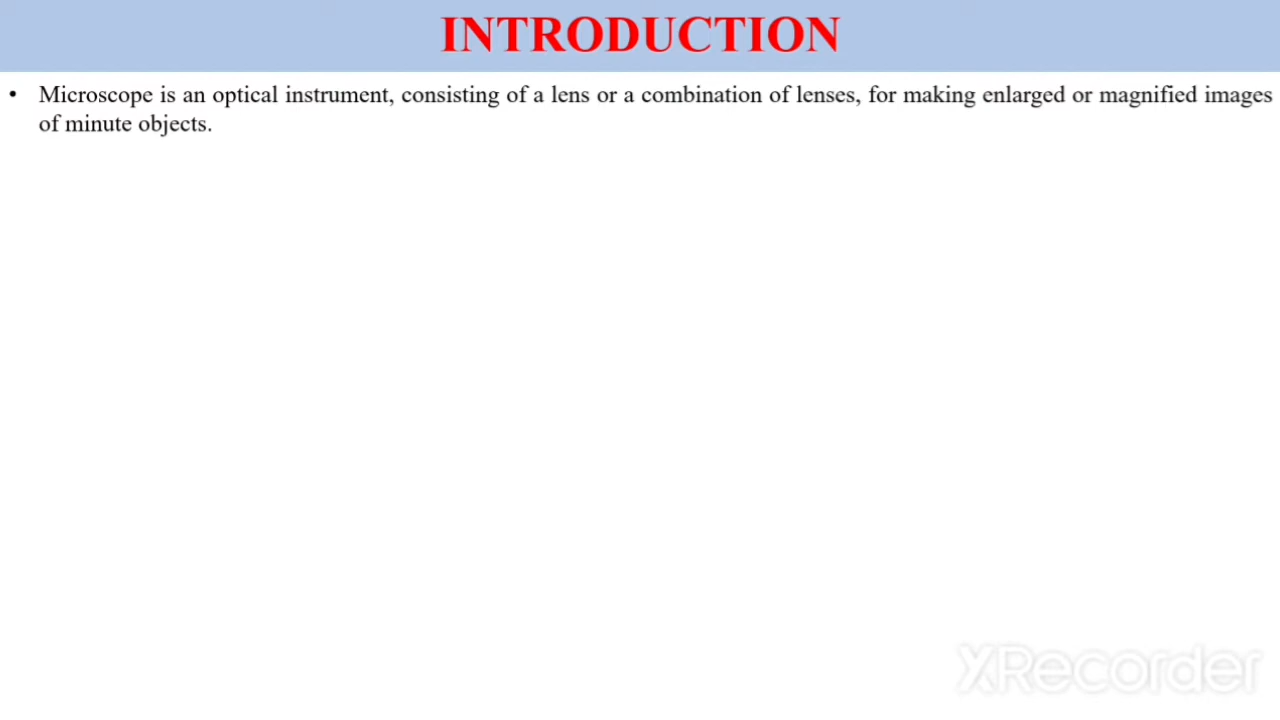 INTRODUCTION
• Microscope is an optical instrument, consisting of a lens or a combination of lenses, for making enlarged or magnified images
of minute objects.
XRecorder